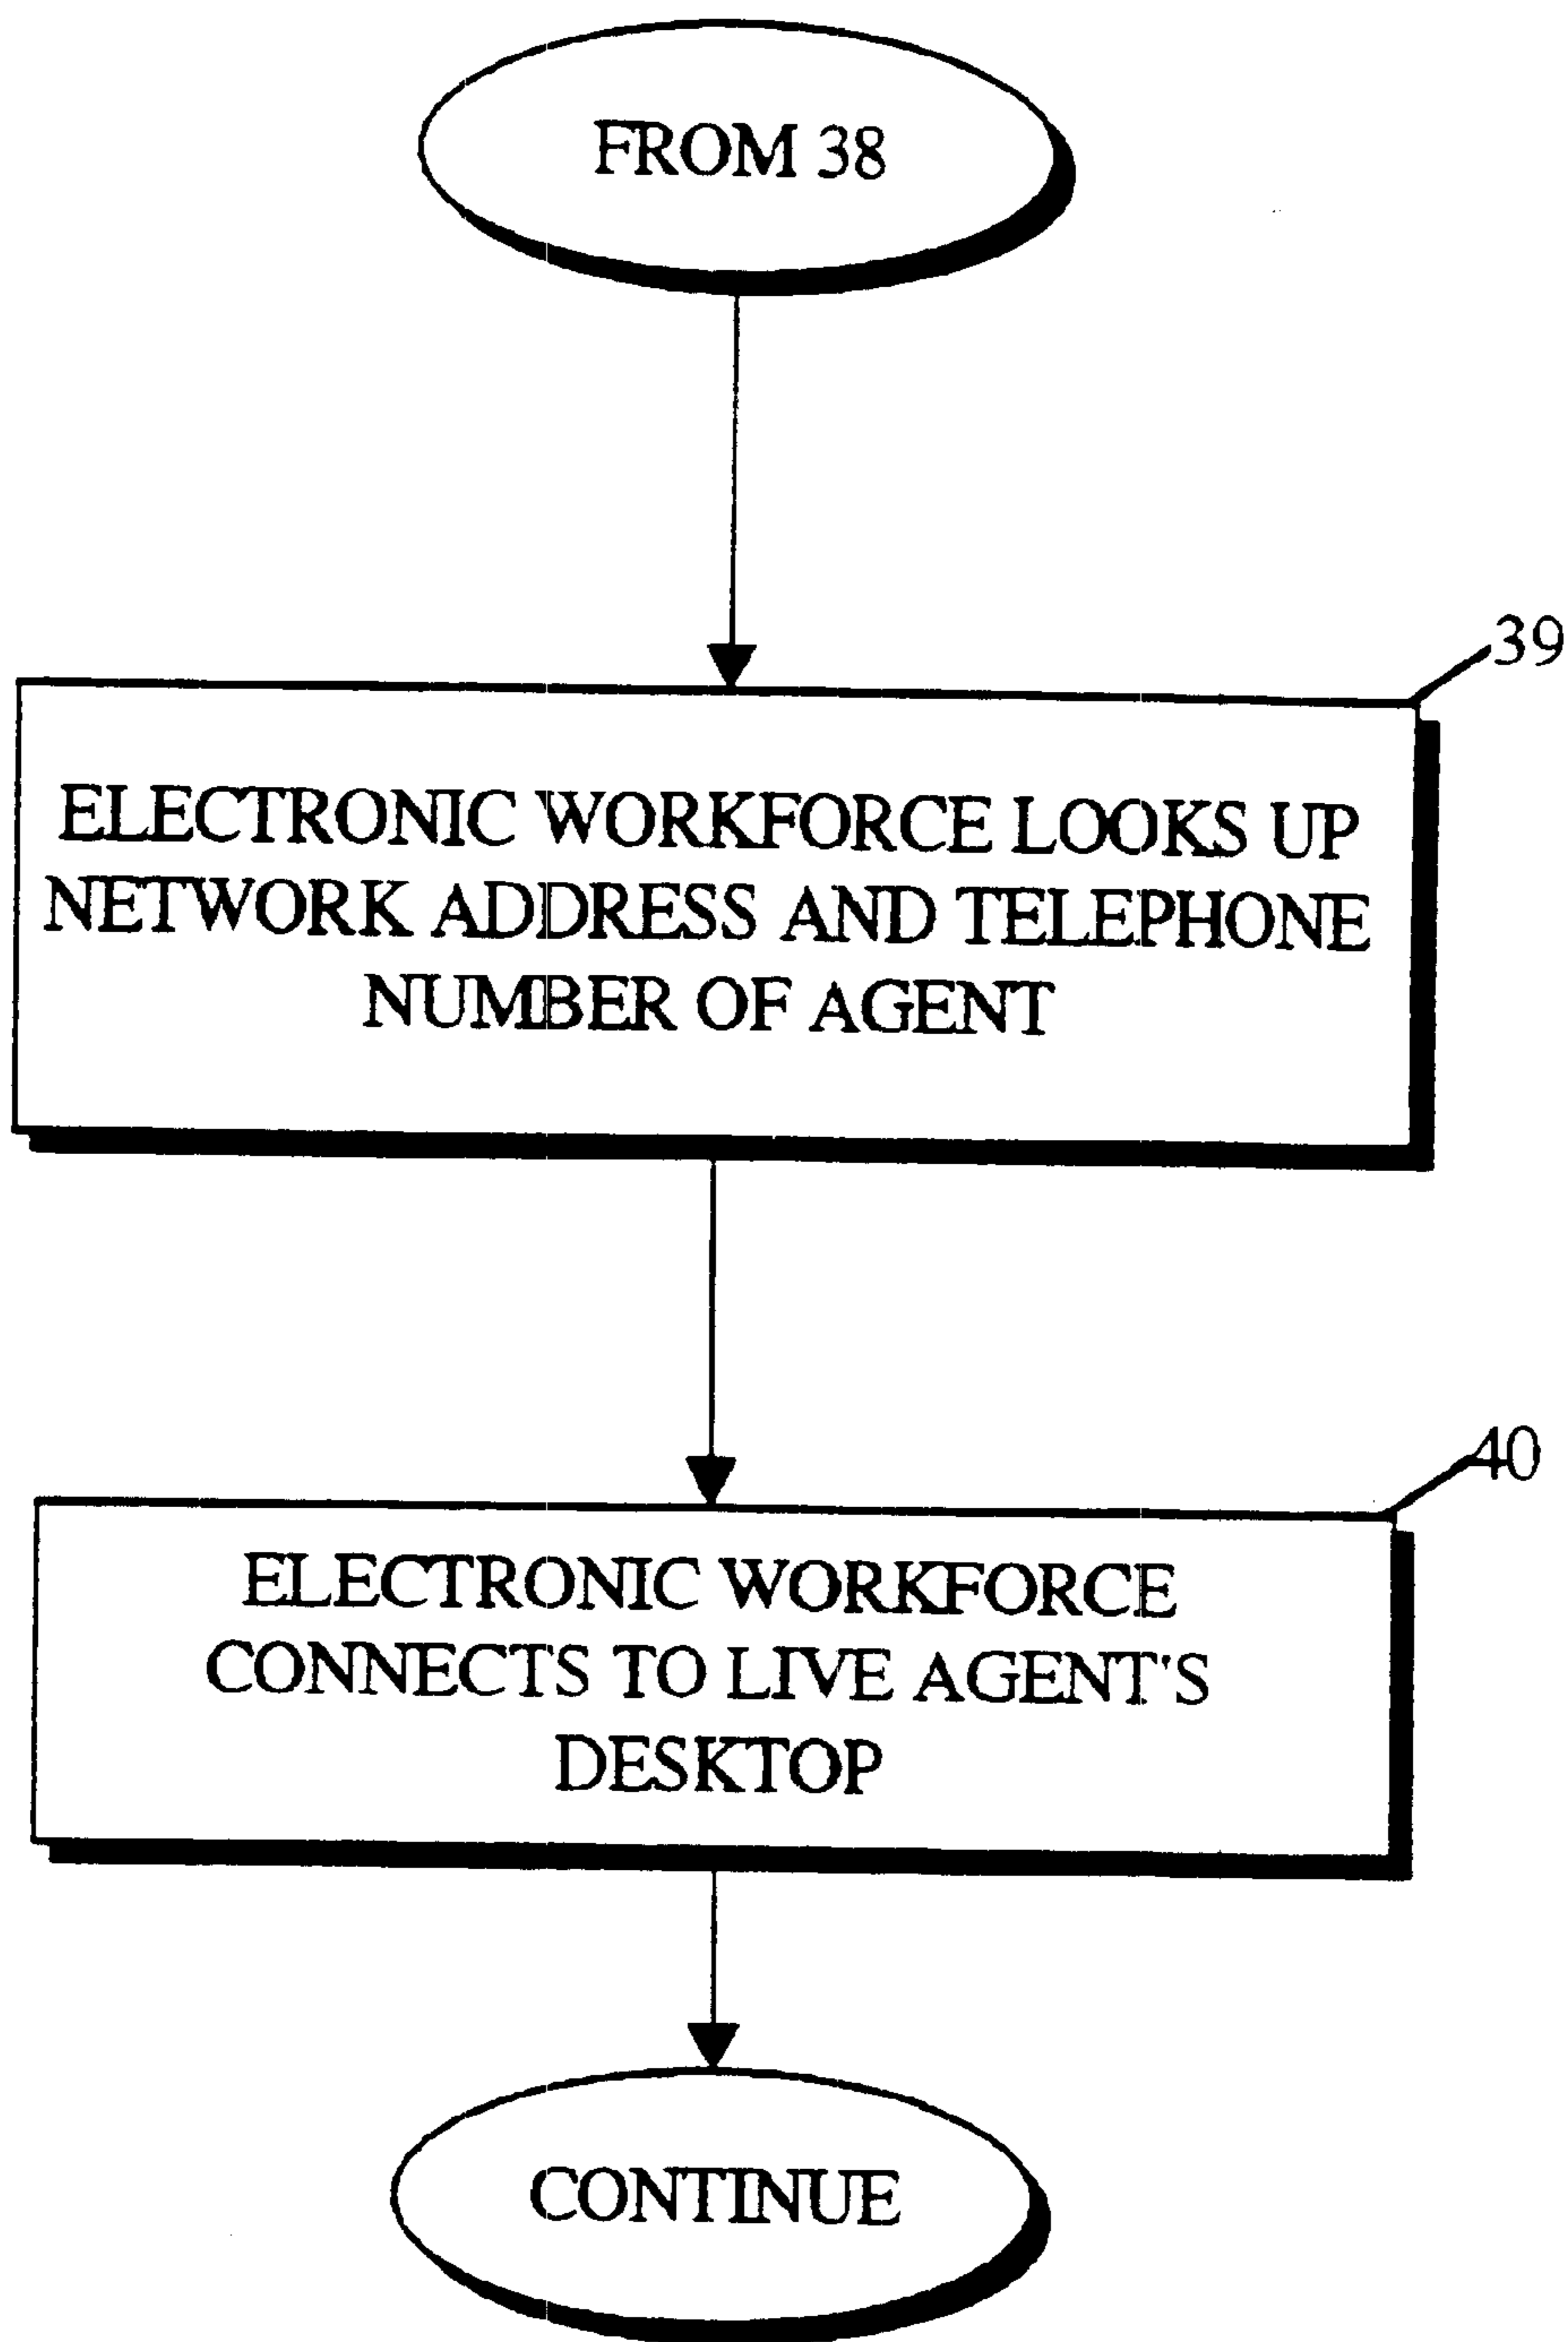 FROM 38
39
ELECTRONIC WORKFORCE LOOKS UP
NETWORK ADDRESS AND TELEPHONE
NUMBER OF AGENT
40
ELECTRONIC WORKFORCE
CONNECTS TO LIVE AGENT'S
DESKTOP
CONTINUE